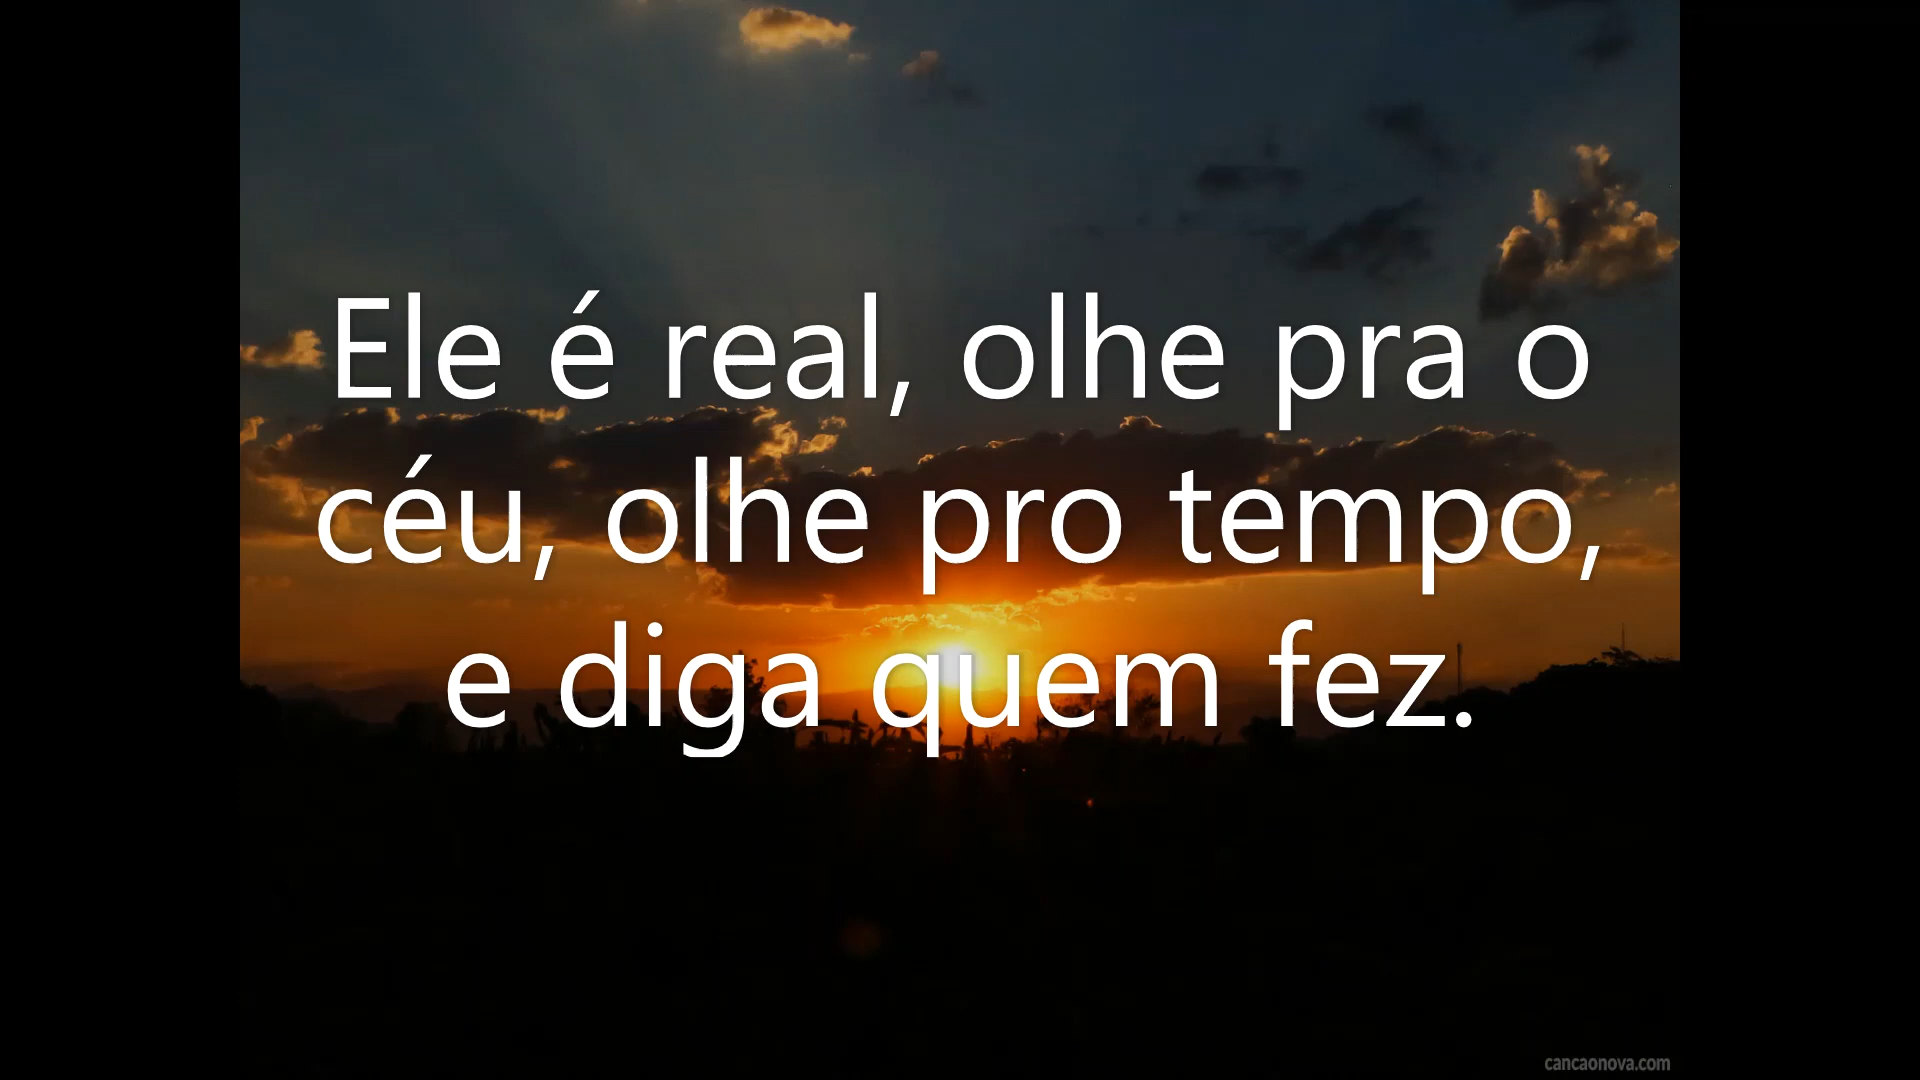 Ele é real, olhe pra o
céu, olhe pro tempo,
e diga quem fez.
cancaonova.com